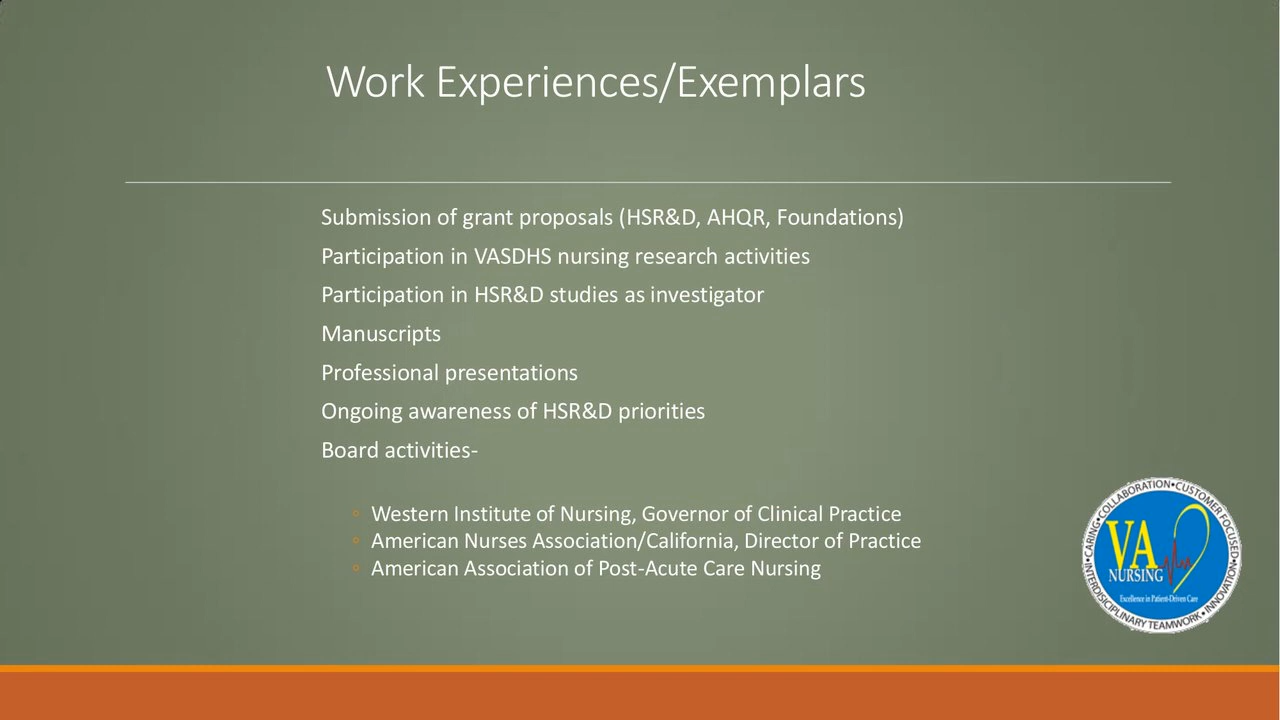 Work Experiences/Exemplars
Submission of grant proposals (HSR&D, AHQR, Foundations)
Participation in VASDHS nursing research activities
Participation in HSR&D studies as investigator
Manuscripts
Professional presentations
Ongoing awareness of HSR&D priorities
Board activities-
◦ Western Institute of Nursing, Governor of Clinical Practice
◦ American Nurses Association/California, Director of Practice
◦ American Association of Post-Acute Care Nursing
CARING•COLLABORATION•CUSTOMER FOCUSED•
•INTERDISCIPLINARY TEAMWORK•INNOVATION•
VA
NURSING
Excellence in Patient-Driven Care